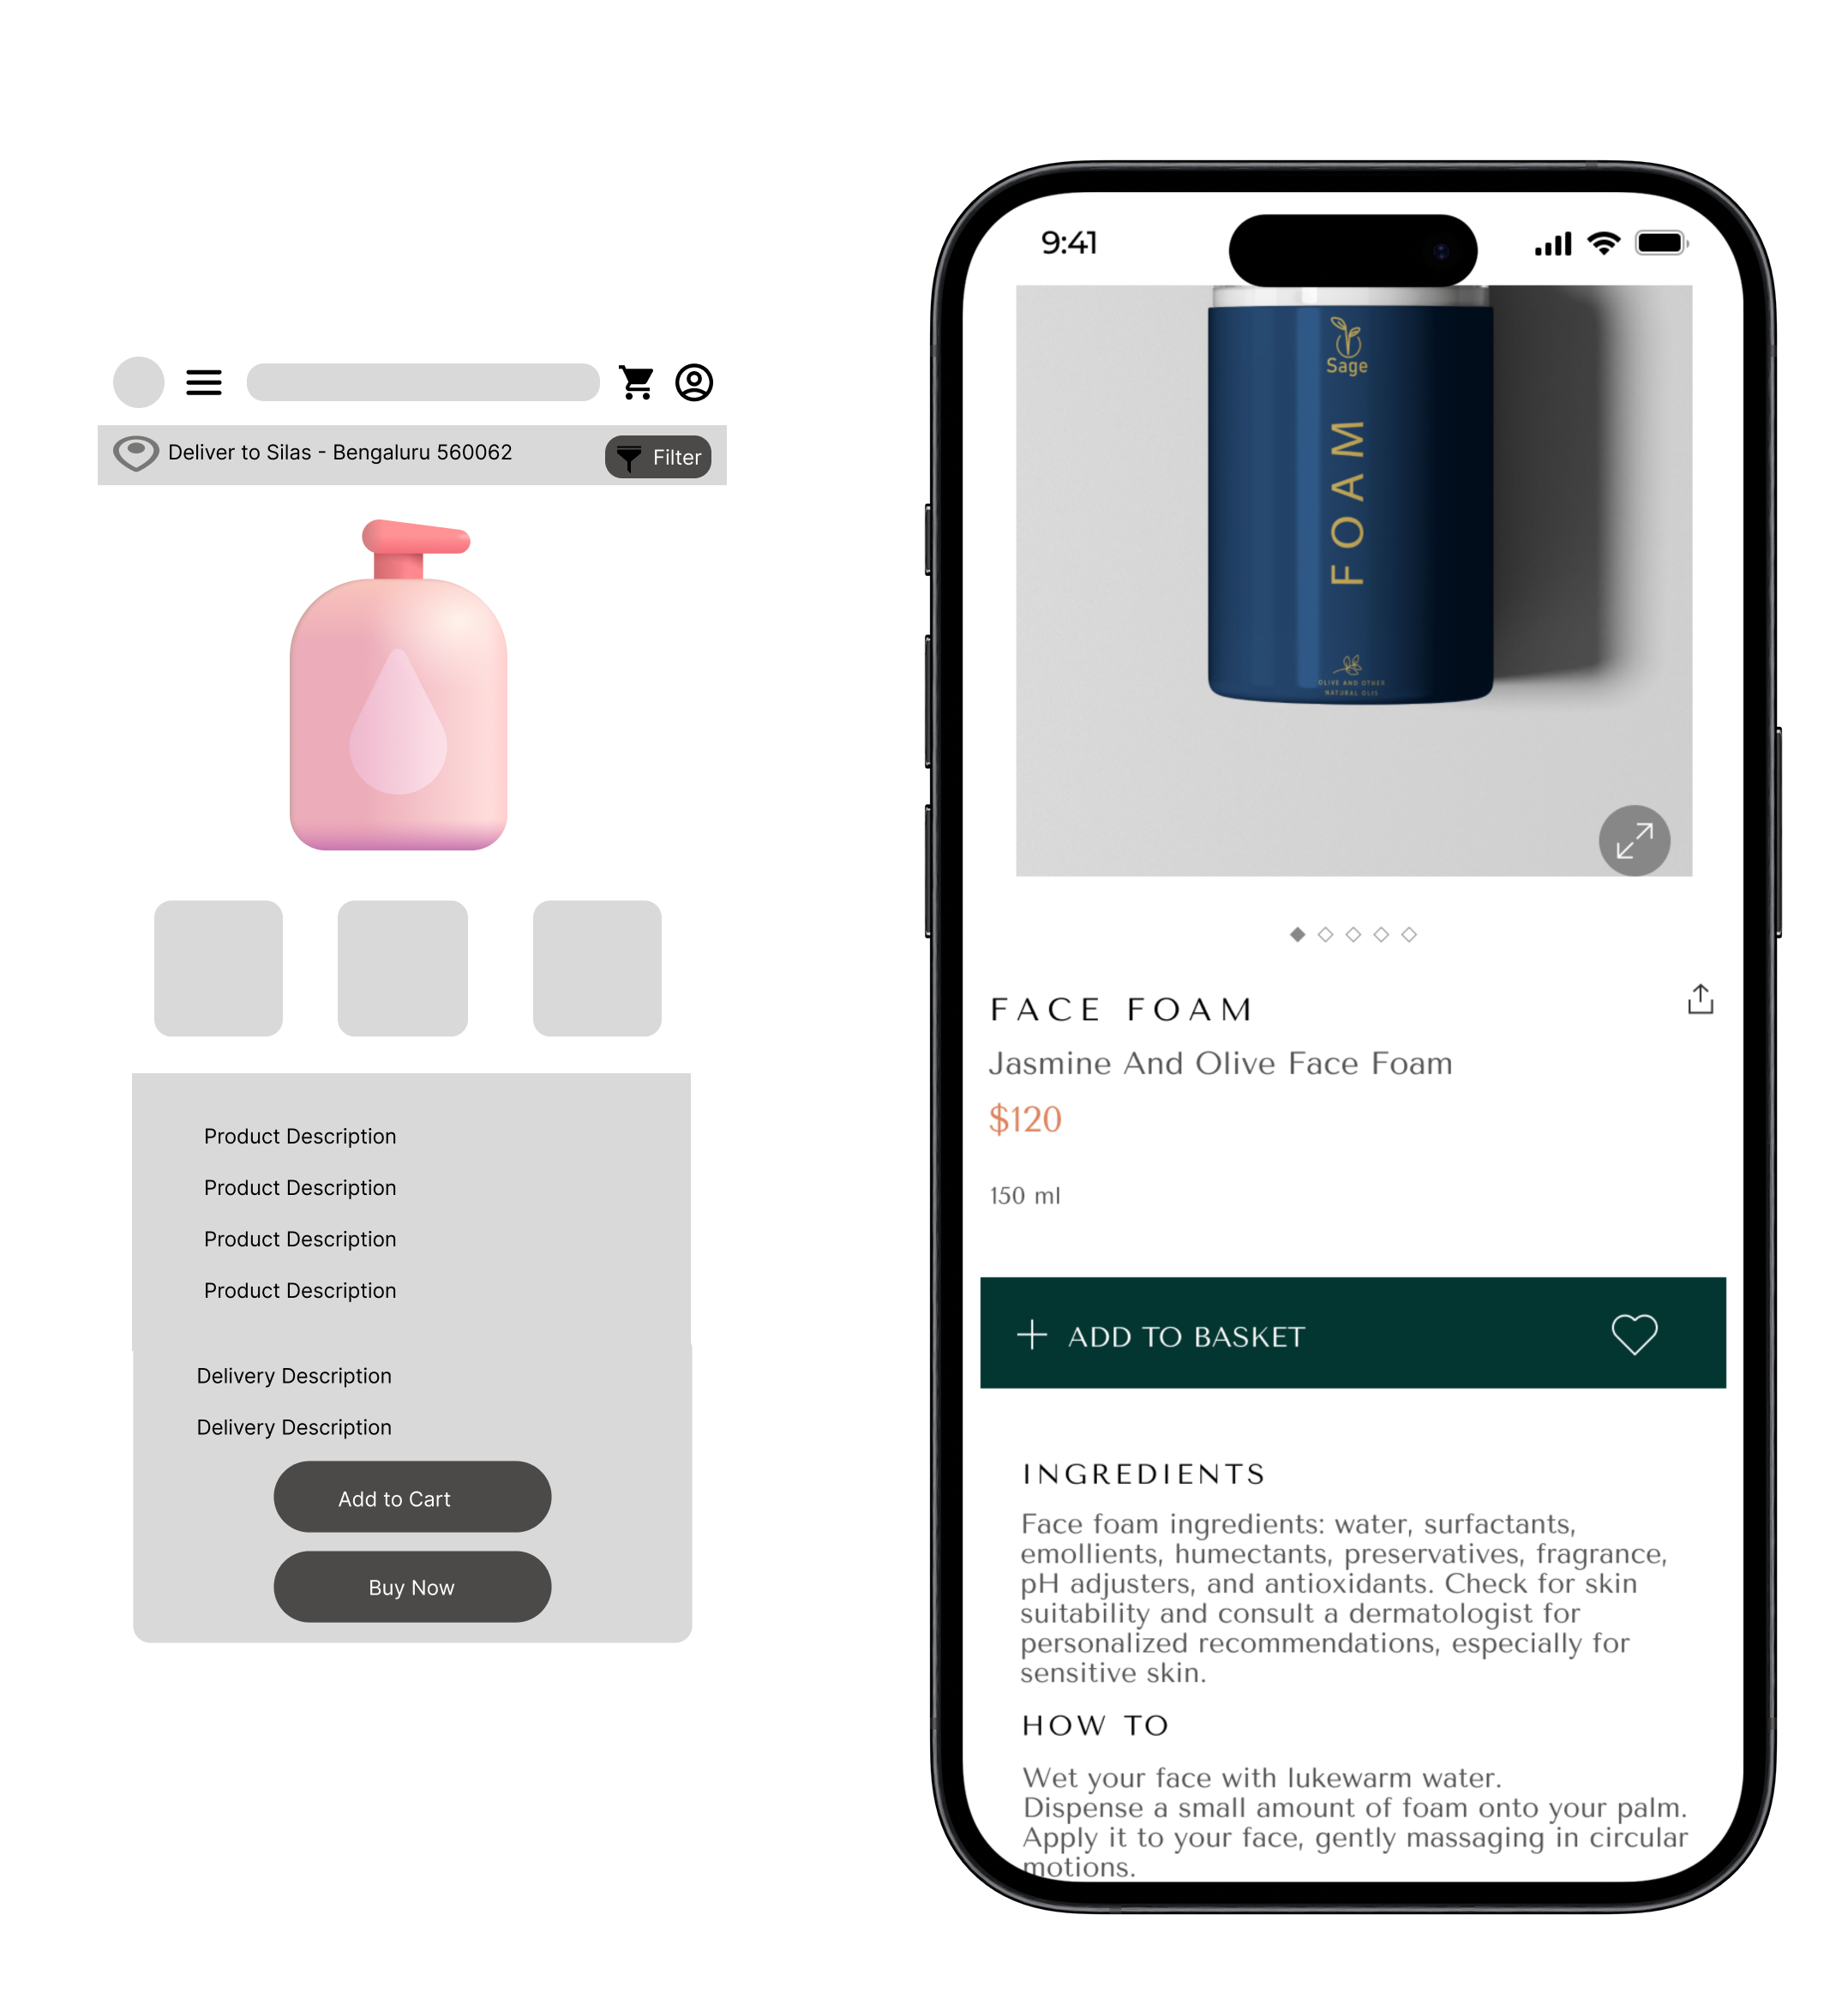 Deliver to Silas - Bengaluru 560062
Filter
Product Description
Product Description
Product Description
Product Description
Delivery Description
Delivery Description
Add to Cart
Buy Now
9:41
Sage
FOAM
OLIVE AND OTHER
NATURAL OLIS
FACE FOAM
Jasmine And Olive Face Foam
$120
150 ml
ADD TO BASKET
INGREDIENTS
Face foam ingredients: water, surfactants,
emollients, humectants, preservatives, fragrance,
pH adjusters, and antioxidants. Check for skin
suitability and consult a dermatologist for
personalized recommendations, especially for
sensitive skin.
HOW TO
Wet your face with lukewarm water.
Dispense a small amount of foam onto your palm.
Apply it to your face, gently massaging in circular
motions.